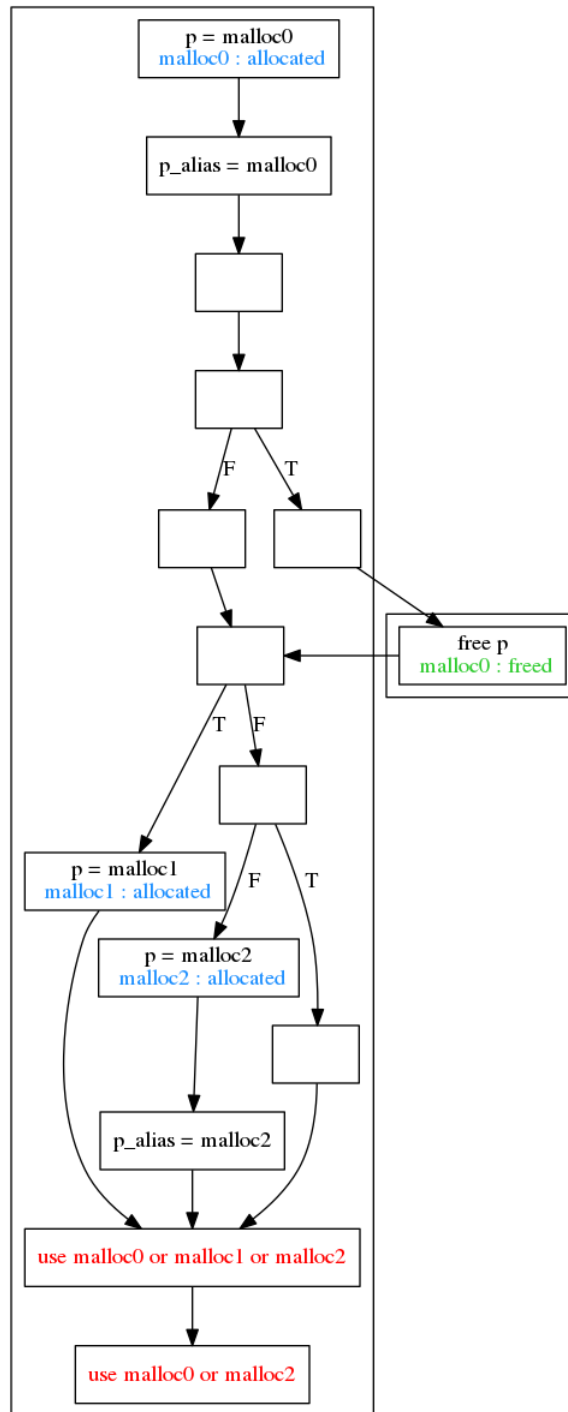 p = malloc0
malloc0 : allocated
p_alias = malloc0
F
T
free p
malloc0 : freed
T
F
p = malloc1
malloc1 : allocated
F
T
p = malloc2
malloc2 : allocated
p_alias = malloc2
use malloc0 or malloc1 or malloc2
use malloc0 or malloc2